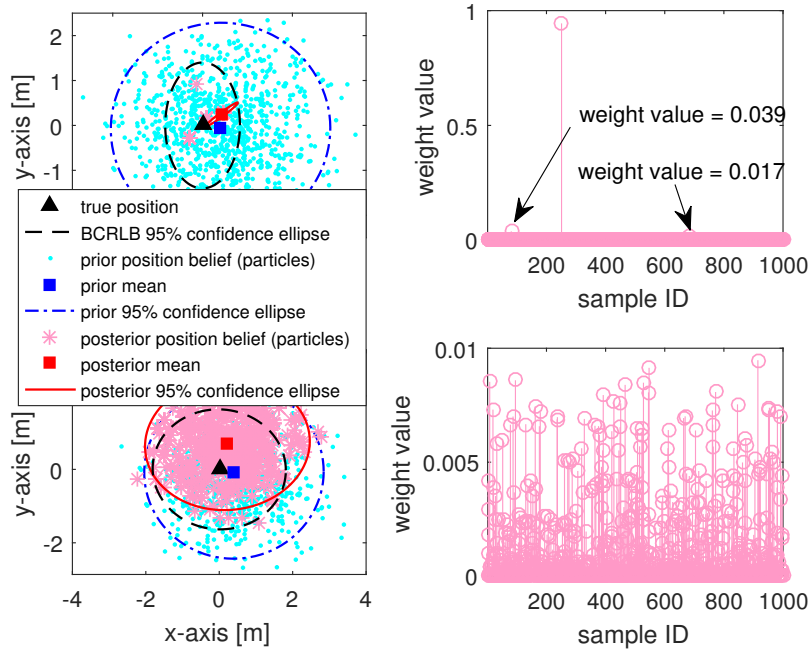 y-axis [m]
2
1
0
-1
true position
BCRLB 95% confidence ellipse
prior position belief (particles)
prior mean
prior 95% confidence ellipse
posterior position belief (particles)
posterior mean
posterior 95% confidence ellipse
y-axis [m]
0
-2
-4
-2
0
2
4
x-axis [m]
weight value
1
0.5
0
weight value = 0.039
weight value = 0.017
200
400
600
800
1000
sample ID
weight value
0.01
0.005
0
200
400
600
800
1000
sample ID